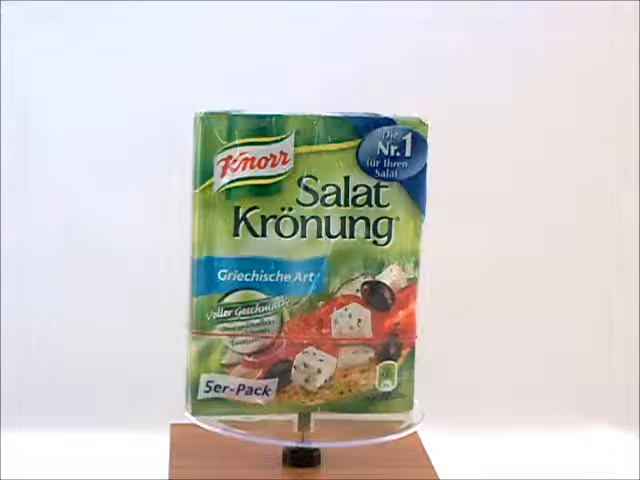 Die
Nr.1
für Ihren
Salat
Knorr
Salat
Krönung
Griechische Art
Voller Geschmack
5er-Pack